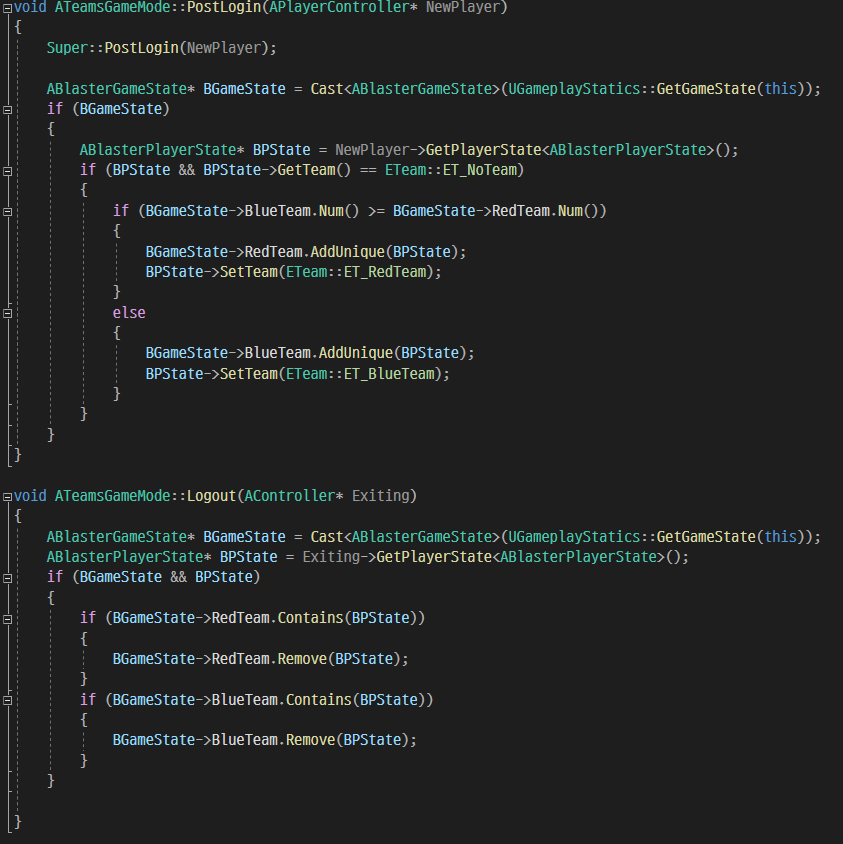 void ATeamsGameMode::PostLogin(APlayerController* NewPlayer)
{
    Super::PostLogin(NewPlayer);

    ABlasterGameState* BGameState = Cast<ABlasterGameState>(UGameplayStatics::GetGameState(this));
    if (BGameState)
    {
        ABlasterPlayerState* BPState = NewPlayer->GetPlayerState<ABlasterPlayerState>();
        if (BPState && BPState->GetTeam() == ETeam::ET_NoTeam)
        {
            if (BGameState->BlueTeam.Num() >= BGameState->RedTeam.Num())
            {
                BGameState->RedTeam.AddUnique(BPState);
                BPState->SetTeam(ETeam::ET_RedTeam);
            }
            else
            {
                BGameState->BlueTeam.AddUnique(BPState);
                BPState->SetTeam(ETeam::ET_BlueTeam);
            }
        }
    }
}

void ATeamsGameMode::Logout(AController* Exiting)
{
    ABlasterGameState* BGameState = Cast<ABlasterGameState>(UGameplayStatics::GetGameState(this));
    ABlasterPlayerState* BPState = Exiting->GetPlayerState<ABlasterPlayerState>();
    if (BGameState && BPState)
    {
        if (BGameState->RedTeam.Contains(BPState))
        {
            BGameState->RedTeam.Remove(BPState);
        }
        if (BGameState->BlueTeam.Contains(BPState))
        {
            BGameState->BlueTeam.Remove(BPState);
        }
    }

}